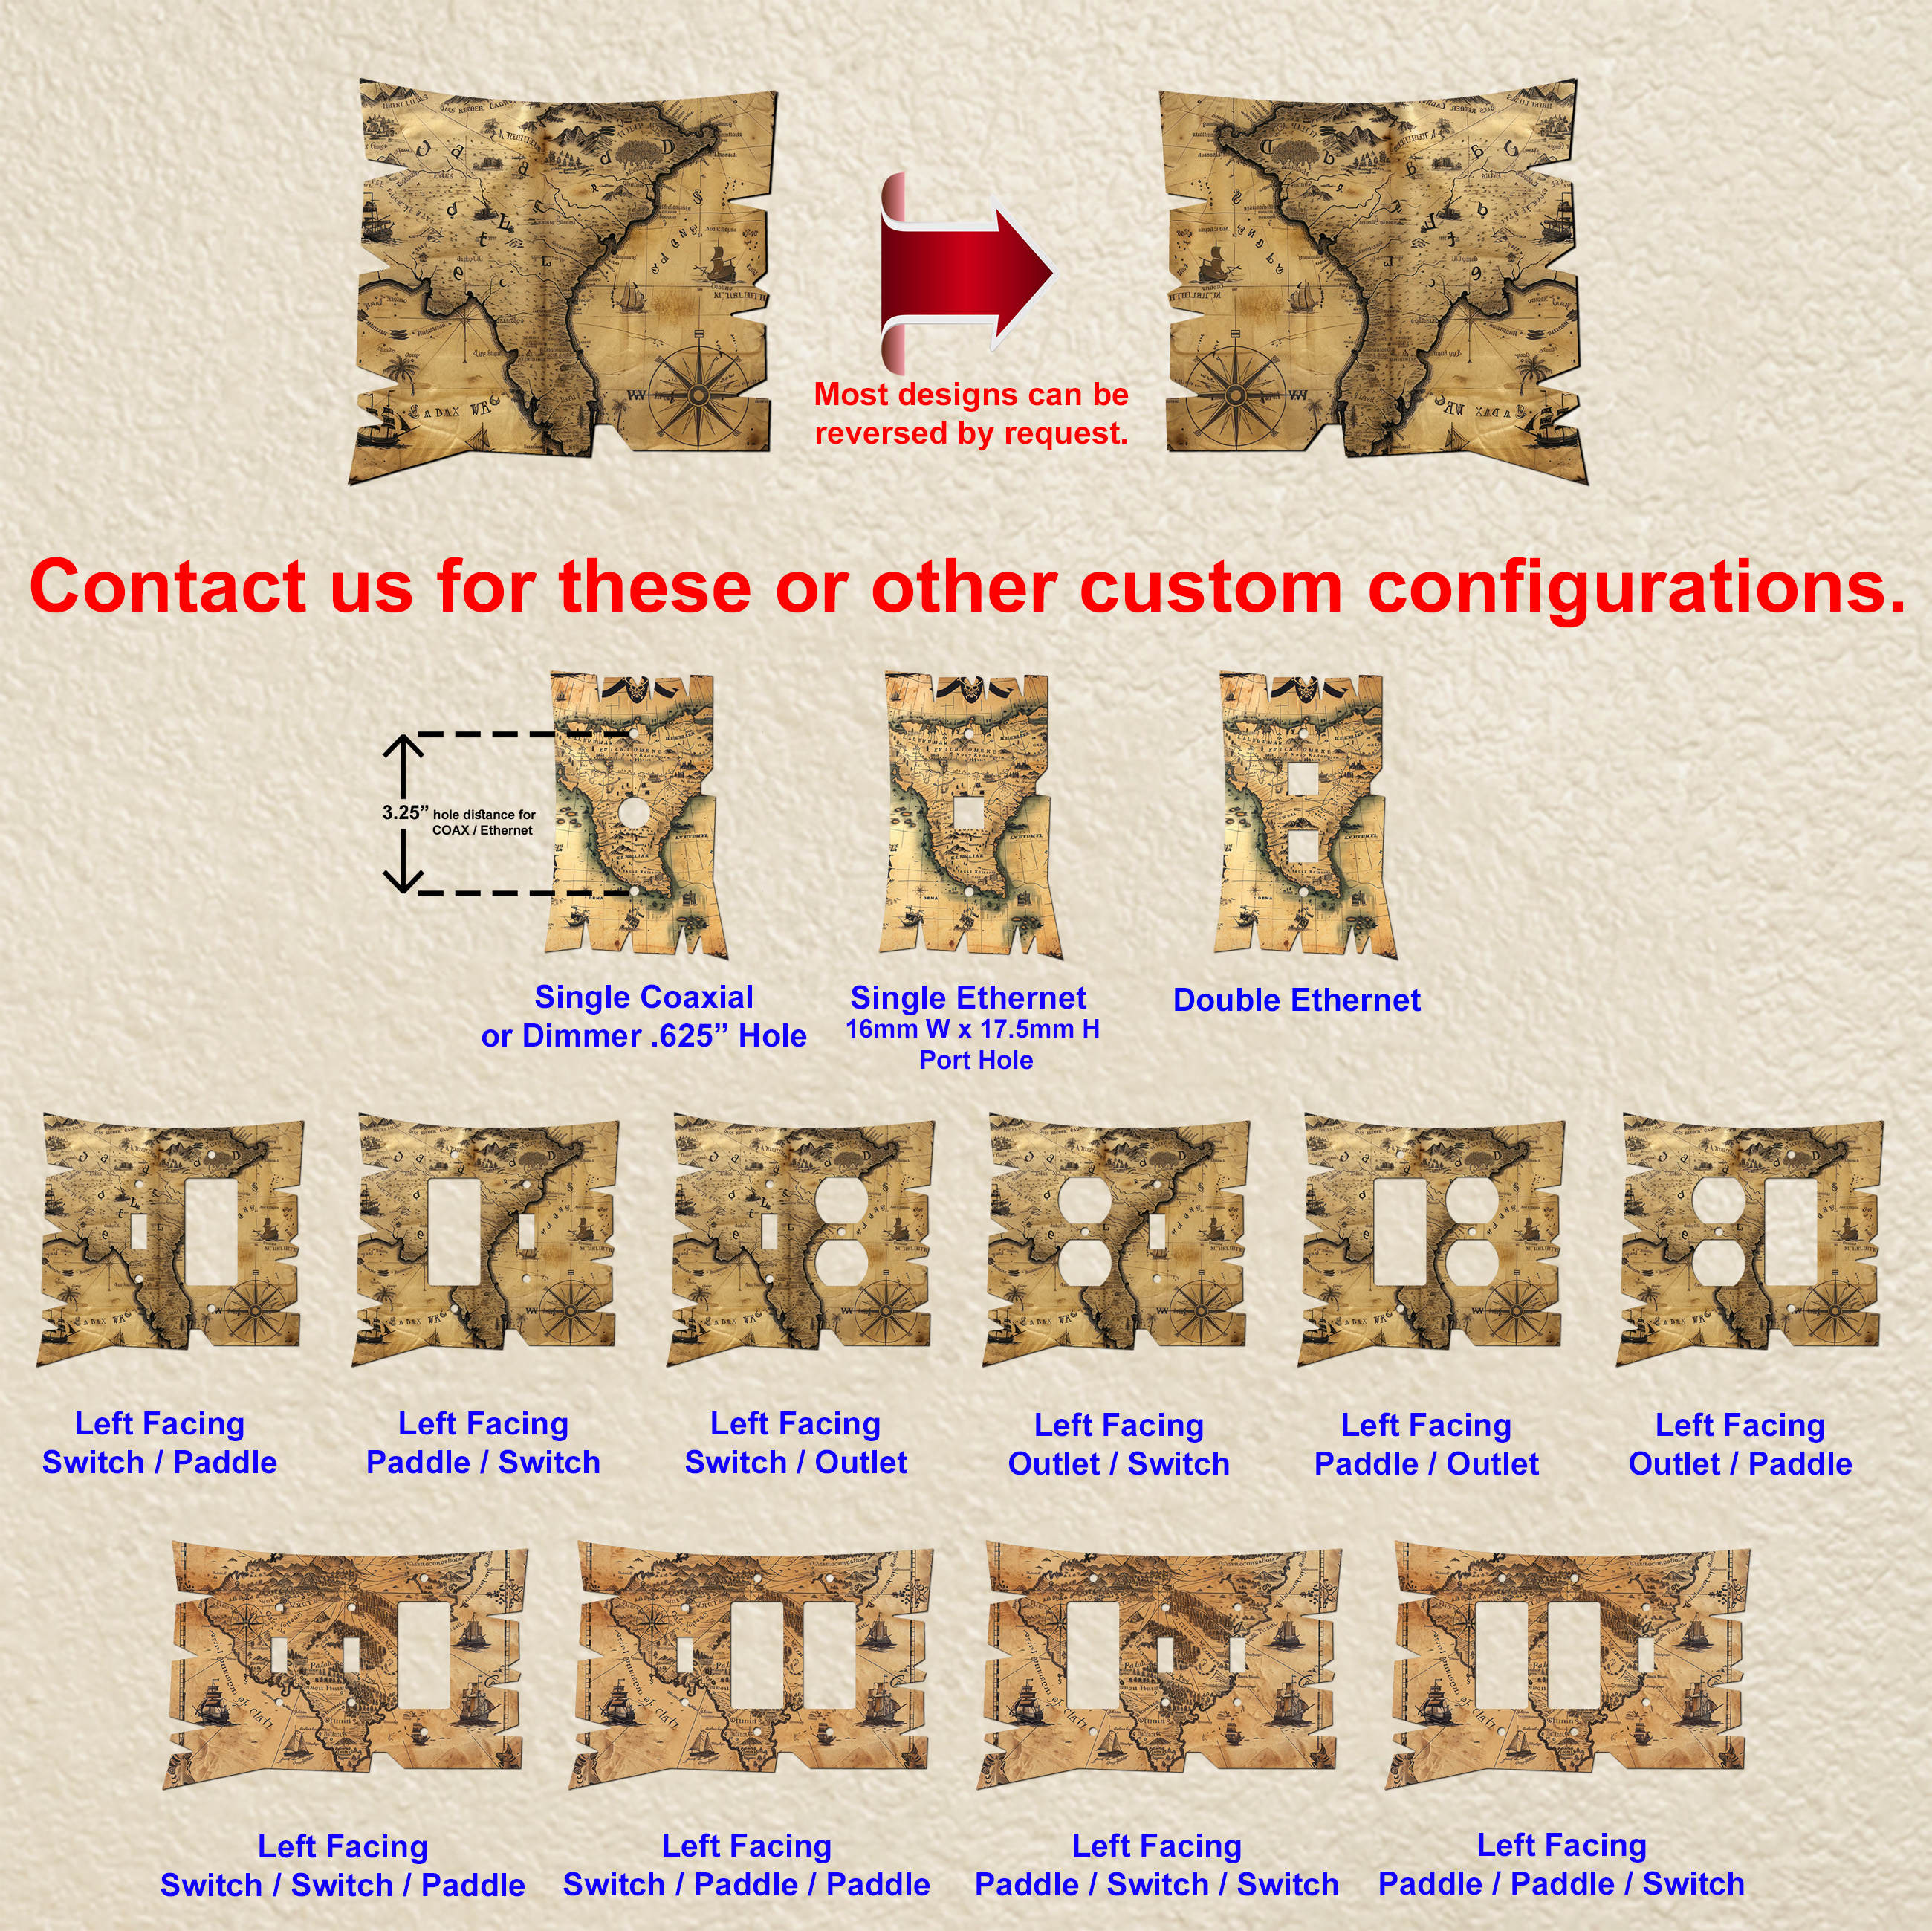 Most designs can be
reversed by request.
Contact us for these or other custom configurations.
3.25” hole distance for
COAX / Ethernet
Single Coaxial
or Dimmer .625” Hole
Single Ethernet
16mm W x 17.5mm H
Port Hole
Double Ethernet
Left Facing
Switch / Paddle
Left Facing
Paddle / Switch
Left Facing
Switch / Outlet
Left Facing
Outlet / Switch
Left Facing
Paddle / Outlet
Left Facing
Outlet / Paddle
Left Facing
Switch / Switch / Paddle
Left Facing
Switch / Paddle / Paddle
Left Facing
Paddle / Switch / Switch
Left Facing
Paddle / Paddle / Switch